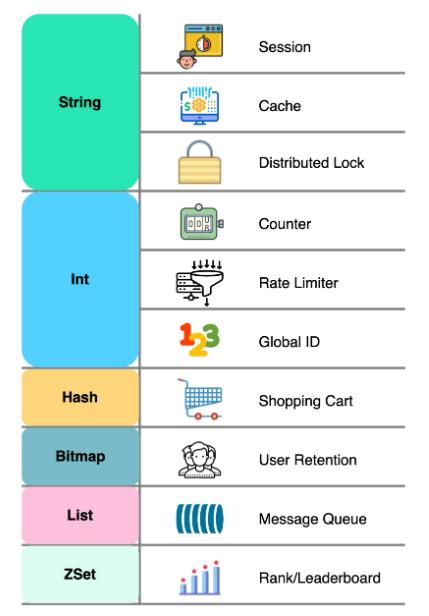 String
Session
Cache
Distributed Lock
Int
Counter
Rate Limiter
Global ID
Hash
Shopping Cart
Bitmap
User Retention
List
Message Queue
ZSet
Rank/Leaderboard